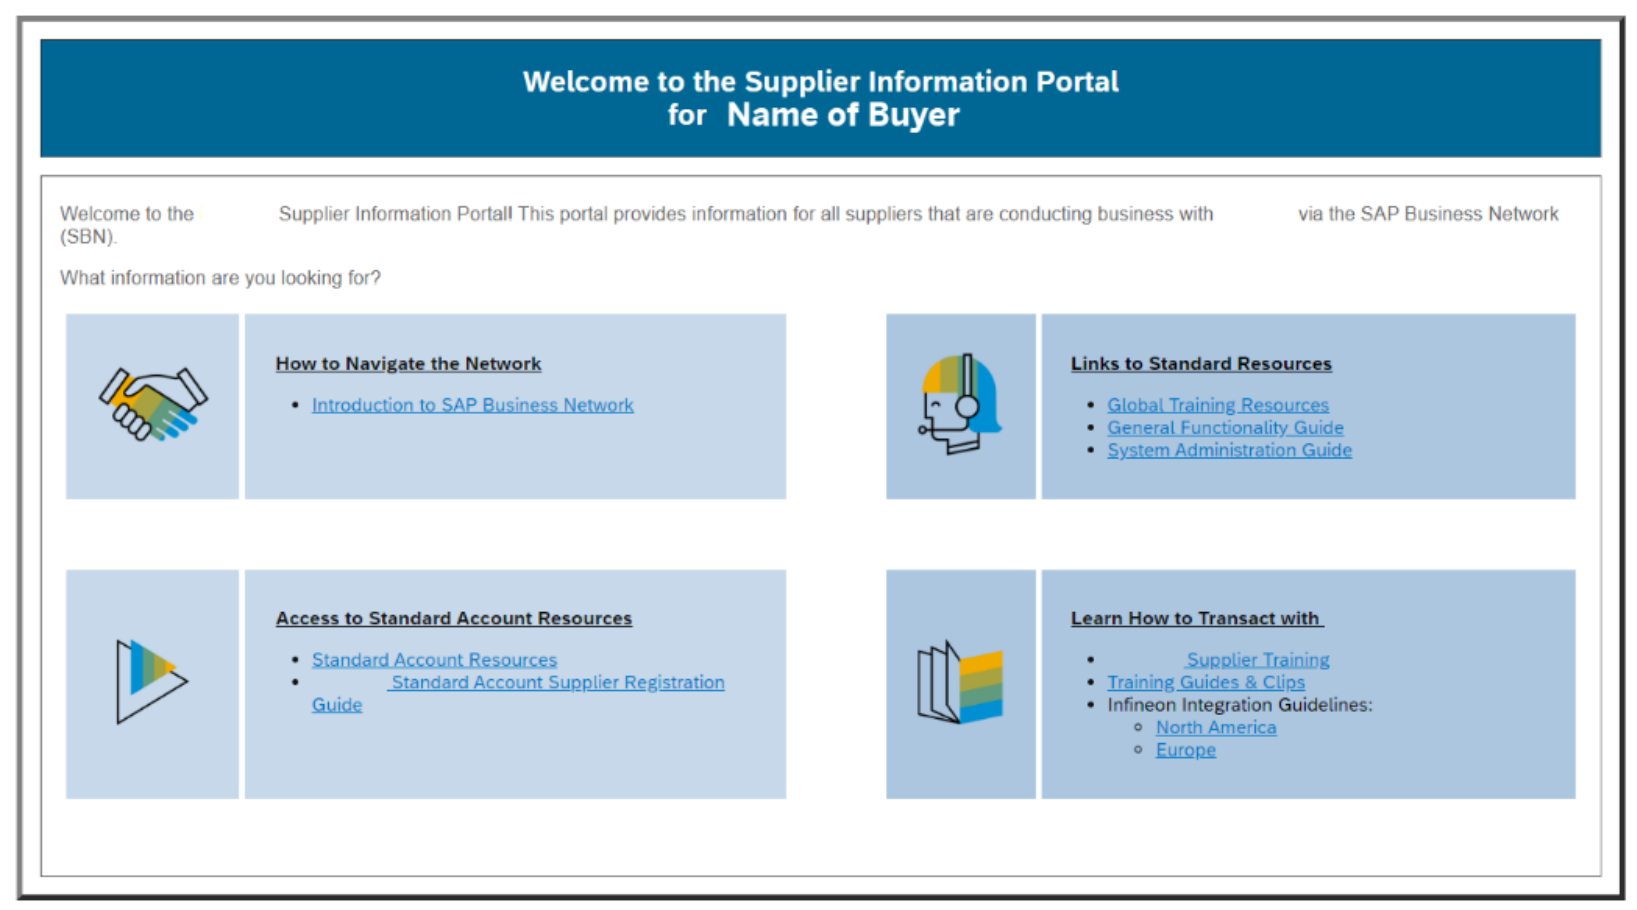 Welcome to the Supplier Information Portal
for Name of Buyer
Welcome to the Supplier Information Portal! This portal provides information for all suppliers that are conducting business with via the SAP Business Network
(SBN).
What information are you looking for?
How to Navigate the Network
• Introduction to SAP Business Network
Links to Standard Resources
• Global Training Resources
• General Functionality Guide
• System Administration Guide
Access to Standard Account Resources
• Standard Account Resources
• Standard Account Supplier Registration
Guide
Learn How to Transact with
• Supplier Training
• Training Guides & Clips
• Infineon Integration Guidelines:
◦ North America
◦ Europe